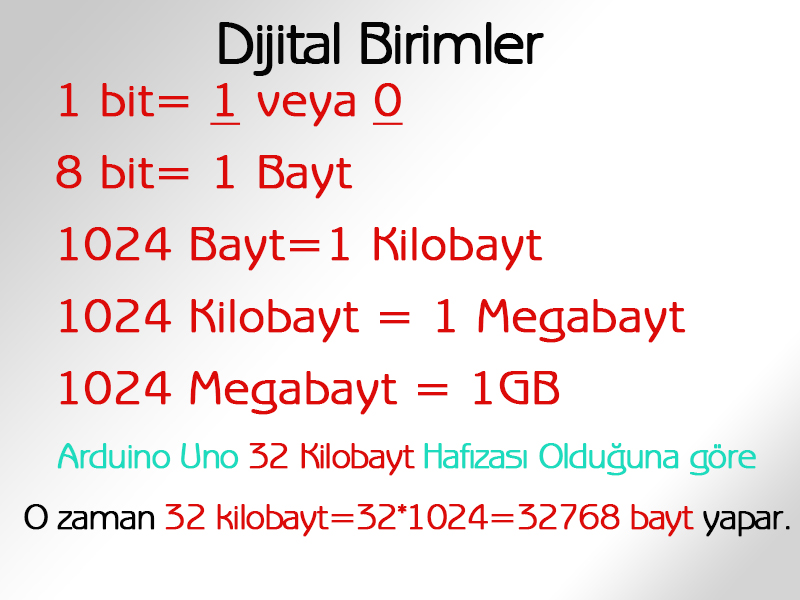 Dijital Birimler
1 bit= 1 veya 0
8 bit= 1 Bayt
1024 Bayt=1 Kilobayt
1024 Kilobayt = 1 Megabayt
1024 Megabayt = 1GB
Arduino Uno 32 Kilobayt Hafızası Olduğuna göre
O zaman 32 kilobayt=32*1024=32768 bayt yapar.